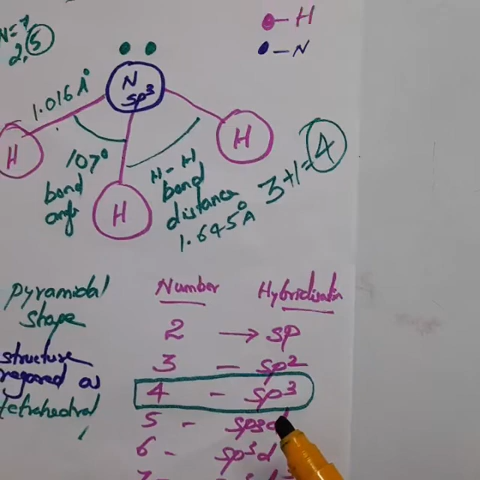 N=7
2,5
—H
—N
N
sp³
1.016 A°
H
H
H
107°
bond
angle
H-H
bond
distance
1.645 A°
3+1=4
pyramidal
shape
structure
regared as
tetrahedral
Number Hybridisation
2 → sp
3 - sp²
4 - sp³
5 - sp3d
6 - sp³d